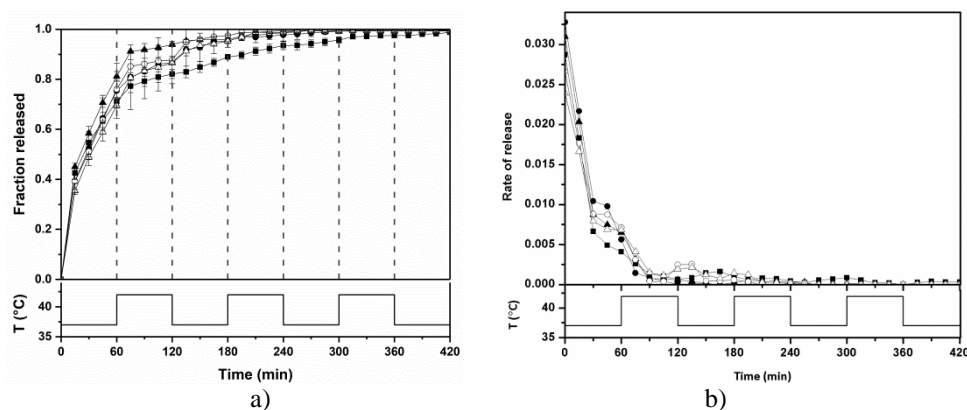 1.0
0.8
0.6
0.4
0.2
0.0
Fraction released
40
35
T (°C)
0 60 120 180 240 300 360 420
Time (min)
a)
0.030
0.025
0.020
0.015
0.010
0.005
0.000
Rate of release
40
35
T (°C)
0 60 120 180 240 300 360 420
Time (min)
b)